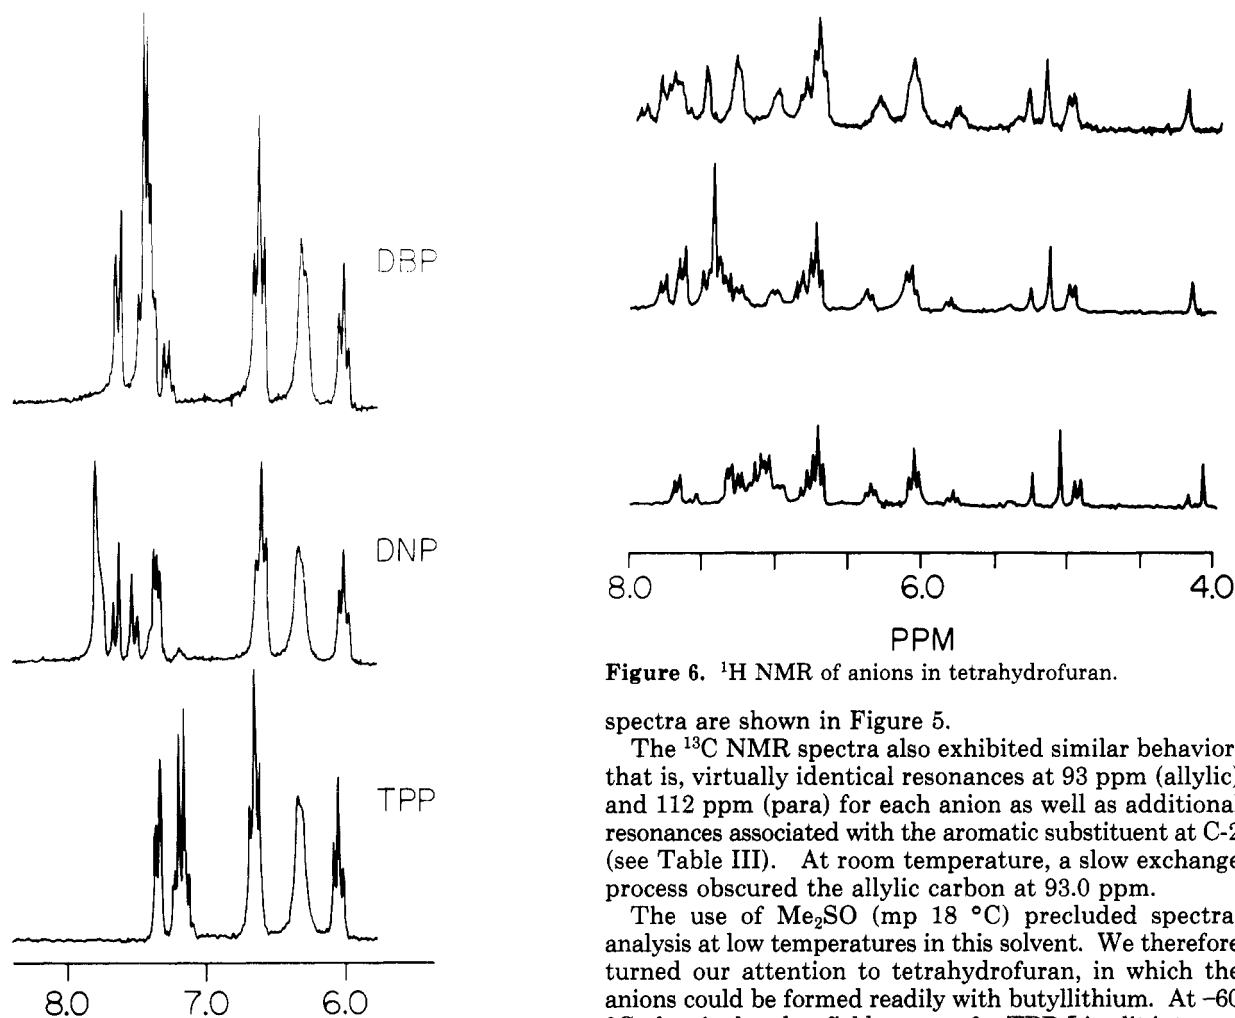 DBP
DNP
TPP
8.0 7.0 6.0
8.0 6.0 4.0
PPM
Figure 6. ¹H NMR of anions in tetrahydrofuran.
spectra are shown in Figure 5.
The ¹³C NMR spectra also exhibited similar behavior
that is, virtually identical resonances at 93 ppm (allylic)
and 112 ppm (para) for each anion as well as additional
resonances associated with the aromatic substituent at C-2
(see Table III). At room temperature, a slow exchange
process obscured the allylic carbon at 93.0 ppm.
The use of Me₂SO (mp 18 °C) precluded spectra
analysis at low temperatures in this solvent. We therefore
turned our attention to tetrahydrofuran, in which the
anions could be formed readily with butyllithium. At –60